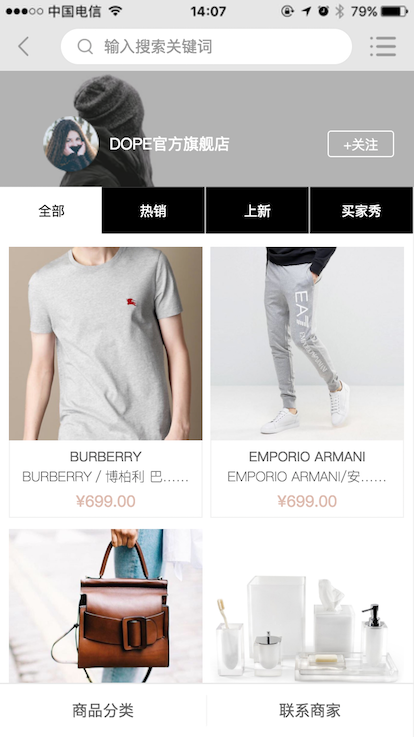 中国电信 14:07 79%
输入搜索关键词
DOPE官方旗舰店 +关注
全部 热销 上新 买家秀
EA7
BURBERRY EMPORIO ARMANI
BURBERRY / 博柏利 巴…… EMPORIO ARMANI/安……
¥699.00 ¥699.00
商品分类 联系商家